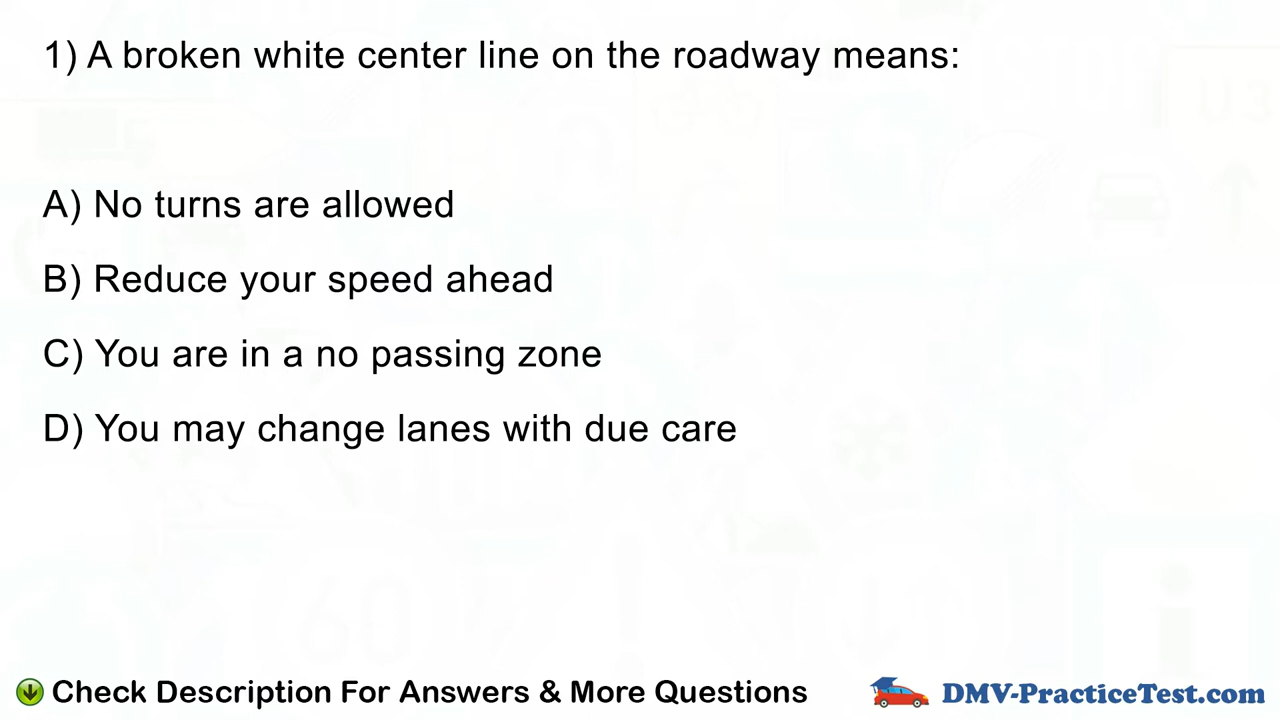 1) A broken white center line on the roadway means:
A) No turns are allowed
B) Reduce your speed ahead
C) You are in a no passing zone
D) You may change lanes with due care
Check Description For Answers & More Questions
DMV-PracticeTest.com